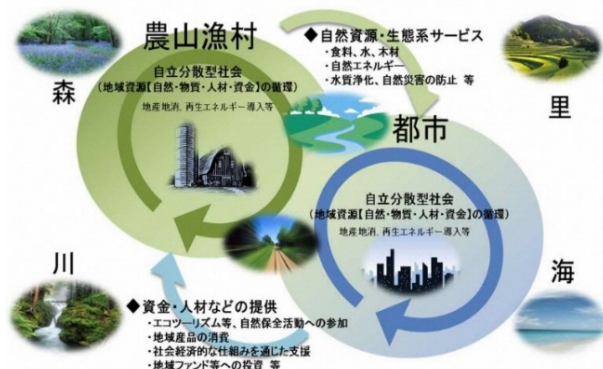 農山漁村
◆自然資源・生態系サービス
・食料、水、木材
・自然エネルギー
・水質浄化、自然災害の防止 等
森
自立分散型社会
(地域資源【自然・物質・人材・資金】の循環)
地産地消、再生エネルギー導入等
里
都市
自立分散型社会
(地域資源【自然・物質・人材・資金】の循環)
地産地消、再生エネルギー導入等
川
海
◆資金・人材などの提供
・エコツーリズム等、自然保全活動への参加
・地域産品の消費
・社会経済的な仕組みを通じた支援
・地域ファンド等への投資 等